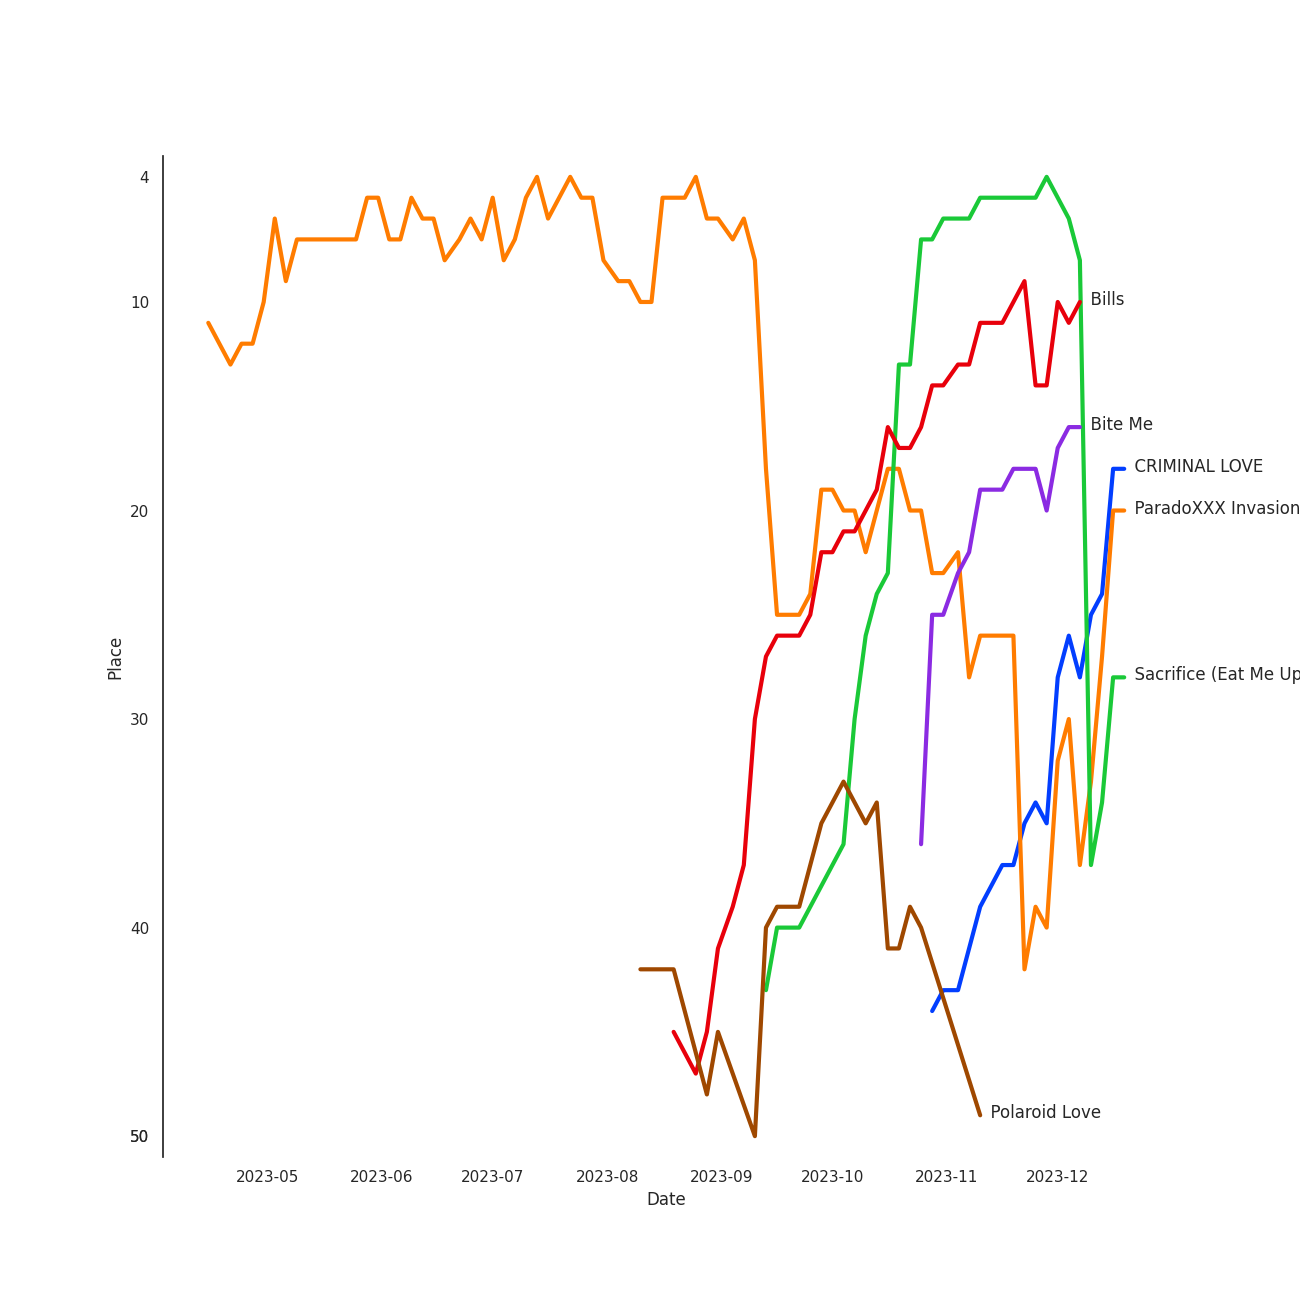 4
10
20
30
40
50
Place
Bills
Bite Me
CRIMINAL LOVE
ParadoXXX Invasion
Sacrifice (Eat Me Up
Polaroid Love
2023-05 2023-06 2023-07 2023-08 2023-09 2023-10 2023-11 2023-12
Date